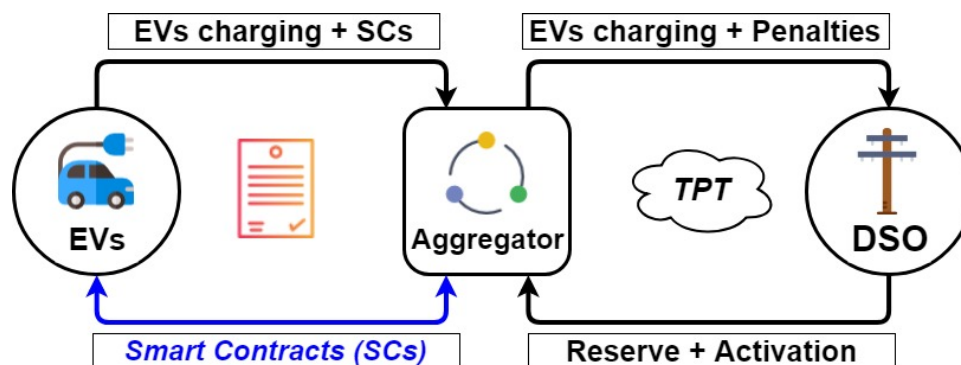 EVs charging + SCs
EVs charging + Penalties
EVs
Aggregator
TPT
DSO
Smart Contracts (SCs)
Reserve + Activation